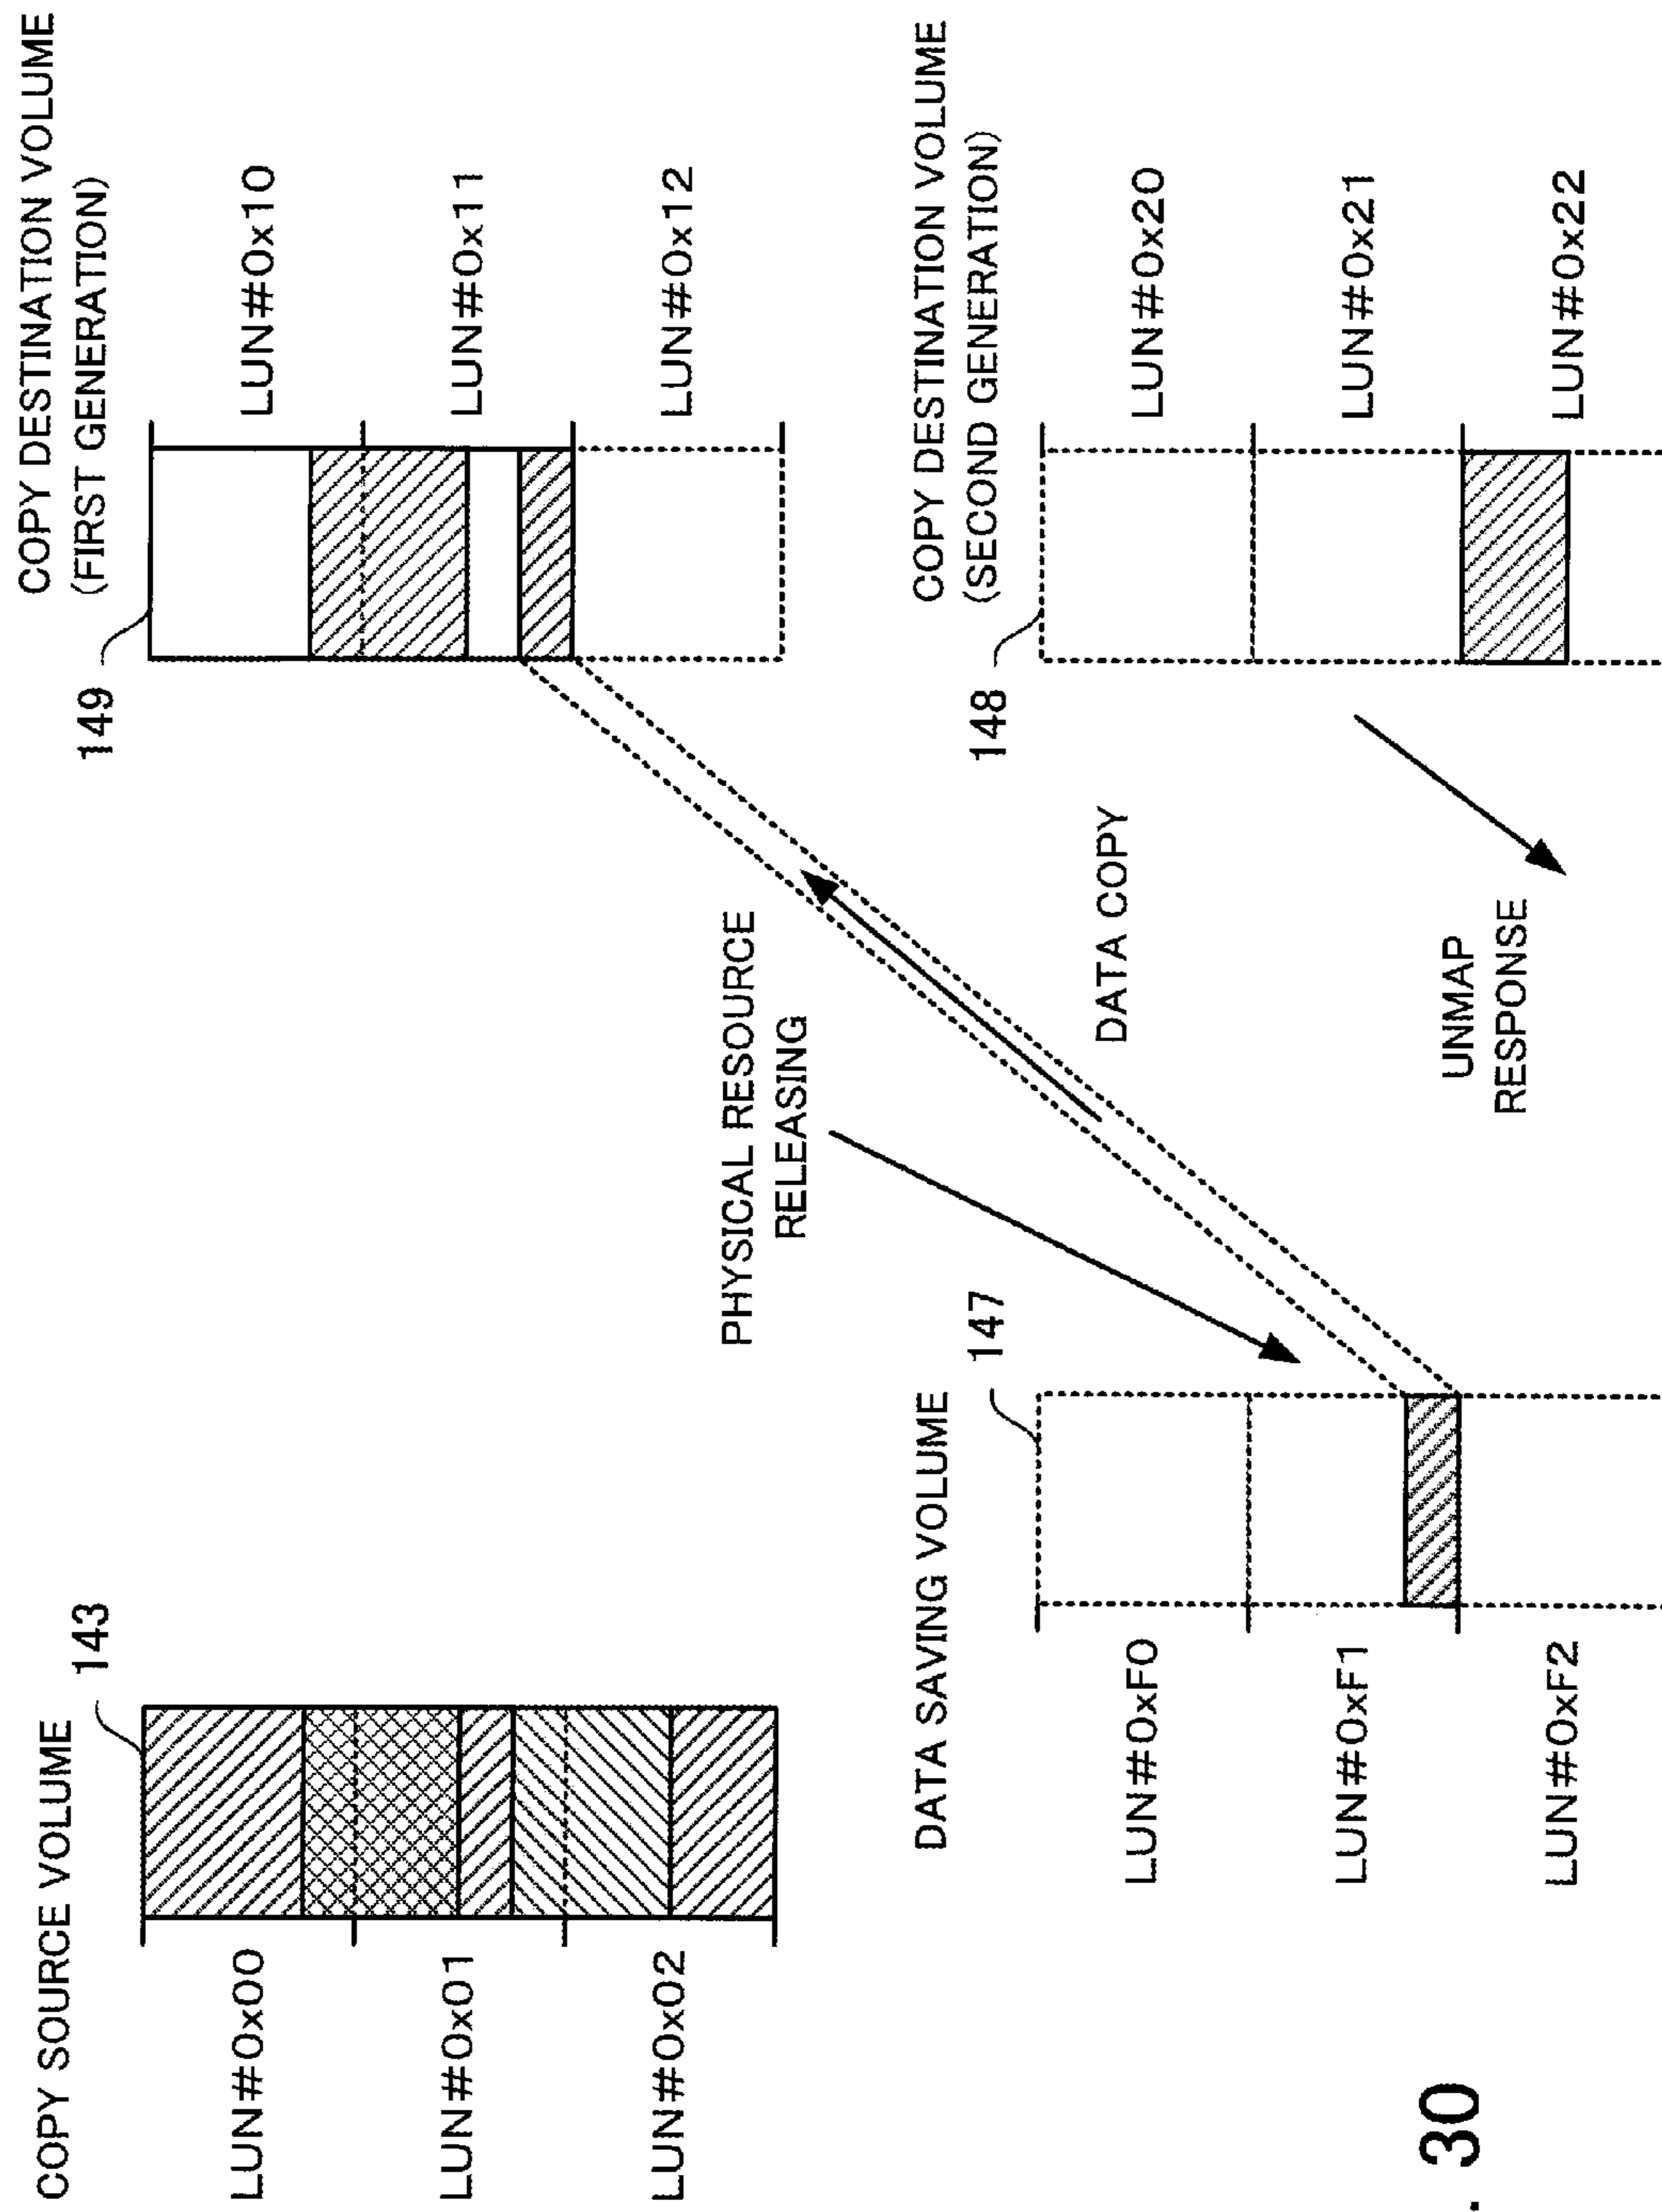 COPY SOURCE VOLUME
143
LUN#0x00
LUN#0x01
LUN#0x02
COPY DESTINATION VOLUME
(FIRST GENERATION)
149
LUN#0x10
LUN#0x11
LUN#0x12
PHYSICAL RESOURCE
RELEASING
DATA COPY
DATA SAVING VOLUME
147
LUN#0xF0
LUN#0xF1
LUN#0xF2
COPY DESTINATION VOLUME
(SECOND GENERATION)
148
LUN#0x20
LUN#0x21
LUN#0x22
UNMAP
RESPONSE
. 30